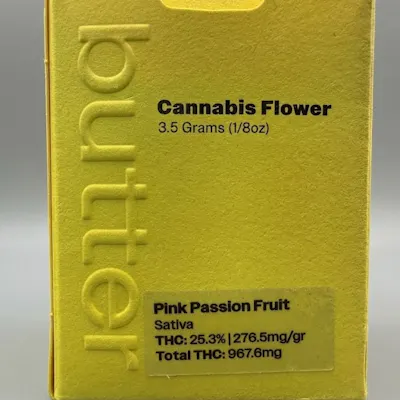 butter
Cannabis Flower
3.5 Grams (1/8oz)
Pink Passion Fruit
Sativa
THC: 25.3% | 276.5mg/gr
Total THC: 967.6mg